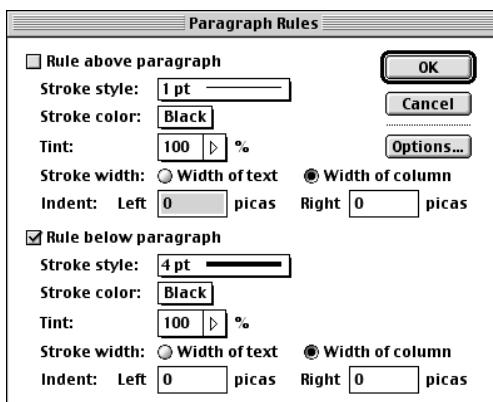 Paragraph Rules
Rule above paragraph
OK
Stroke style: 1 pt
Cancel
Stroke color: Black
Tint: 100 %
Options...
Stroke width: Width of text Width of column
Indent: Left 0 picas Right 0 picas
Rule below paragraph
Stroke style: 4 pt
Stroke color: Black
Tint: 100 %
Stroke width: Width of text Width of column
Indent: Left 0 picas Right 0 picas